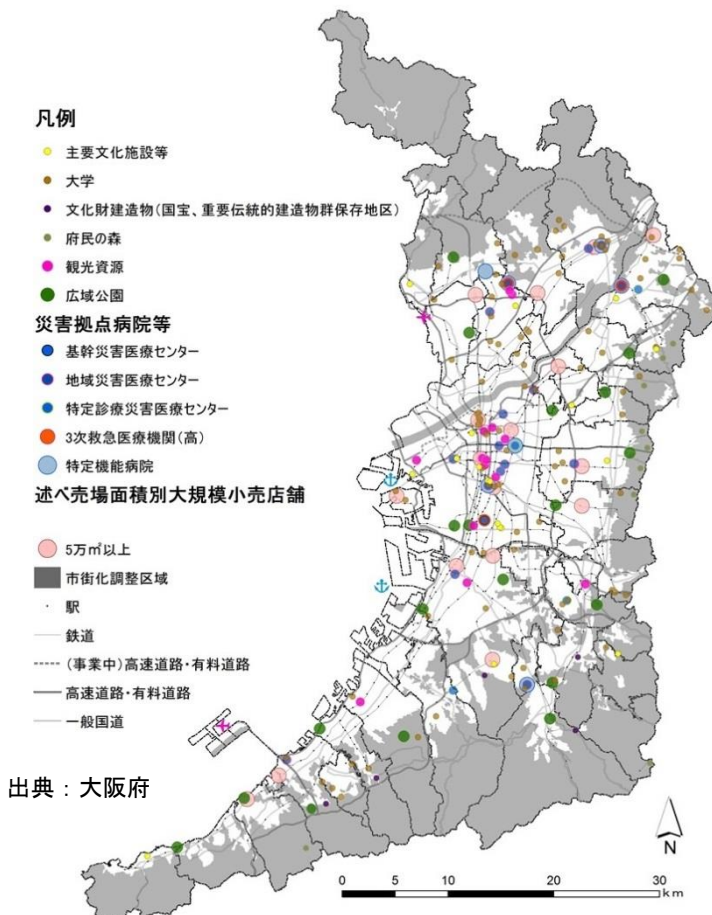 凡例
主要文化施設等
大学
文化財建造物(国宝、重要伝統的建造物群保存地区)
府民の森
観光資源
広域公園
災害拠点病院等
基幹災害医療センター
地域災害医療センター
特定診療災害医療センター
3次救急医療機関(高)
特定機能病院
述べ売場面積別大規模小売店舗
5万㎡以上
市街化調整区域
駅
鉄道
(事業中)高速道路・有料道路
高速道路・有料道路
一般国道
出典：大阪府
N
0 5 10 20 30
km